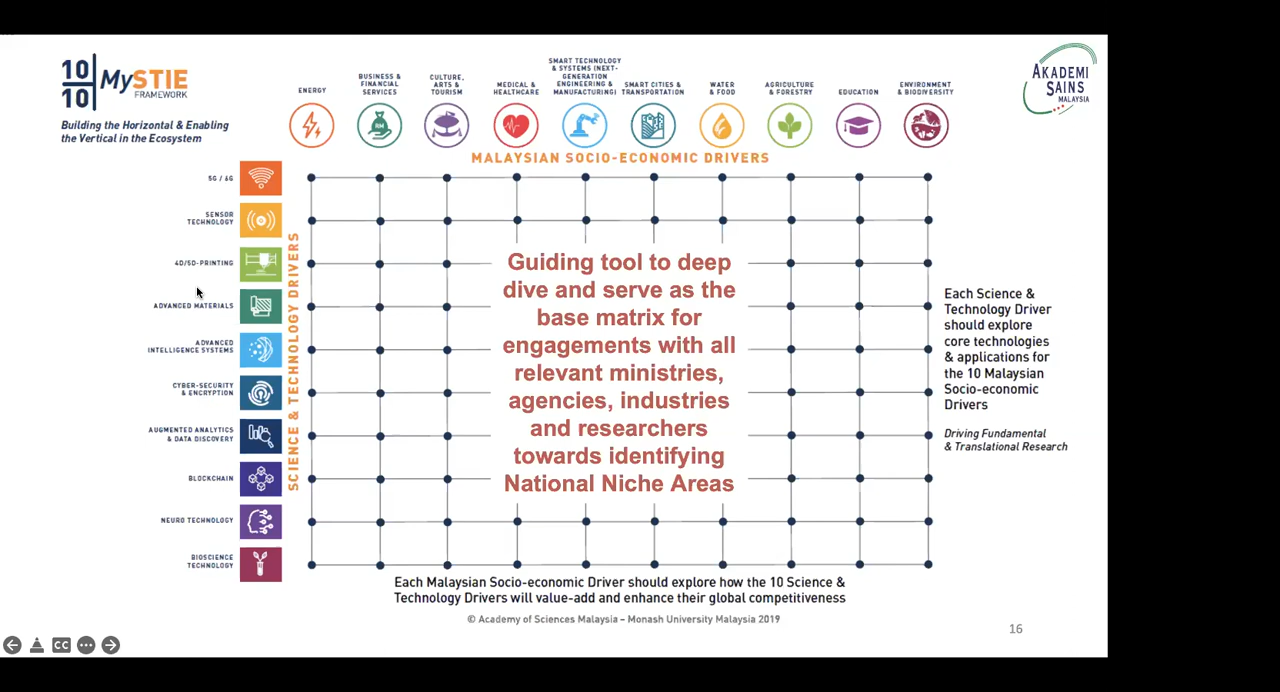 10
10
MySTIE
FRAMEWORK
Building the Horizontal & Enabling
the Vertical in the Ecosystem
ENERGY
BUSINESS &
FINANCIAL
SERVICES
CULTURE,
ARTS &
TOURISM
MEDICAL &
HEALTHCARE
SMART TECHNOLOGY
& SYSTEMS (NEXT-
GENERATION
ENGINEERING &
MANUFACTURING)
SMART CITIES &
TRANSPORTATION
WATER
& FOOD
AGRICULTURE
& FORESTRY
EDUCATION
ENVIRONMENT
& BIODIVERSITY
AKADEMI
SAINS
MALAYSIA
RM
MALAYSIAN SOCIO-ECONOMIC DRIVERS
SCIENCE & TECHNOLOGY DRIVERS
5G / 6G
SENSOR
TECHNOLOGY
4D/5D-PRINTING
ADVANCED MATERIALS
ADVANCED
INTELLIGENCE SYSTEMS
CYBER-SECURITY
& ENCRYPTION
AUGMENTED ANALYTICS
& DATA DISCOVERY
BLOCKCHAIN
NEURO TECHNOLOGY
BIOSCIENCE
TECHNOLOGY
Guiding tool to deep
dive and serve as the
base matrix for
engagements with all
relevant ministries,
agencies, industries
and researchers
towards identifying
National Niche Areas
Each Science &
Technology Driver
should explore
core technologies
& applications for
the 10 Malaysian
Socio-economic
Drivers
Driving Fundamental
& Translational Research
Each Malaysian Socio-economic Driver should explore how the 10 Science &
Technology Drivers will value-add and enhance their global competitiveness
© Academy of Sciences Malaysia – Monash University Malaysia 2019
16
CC